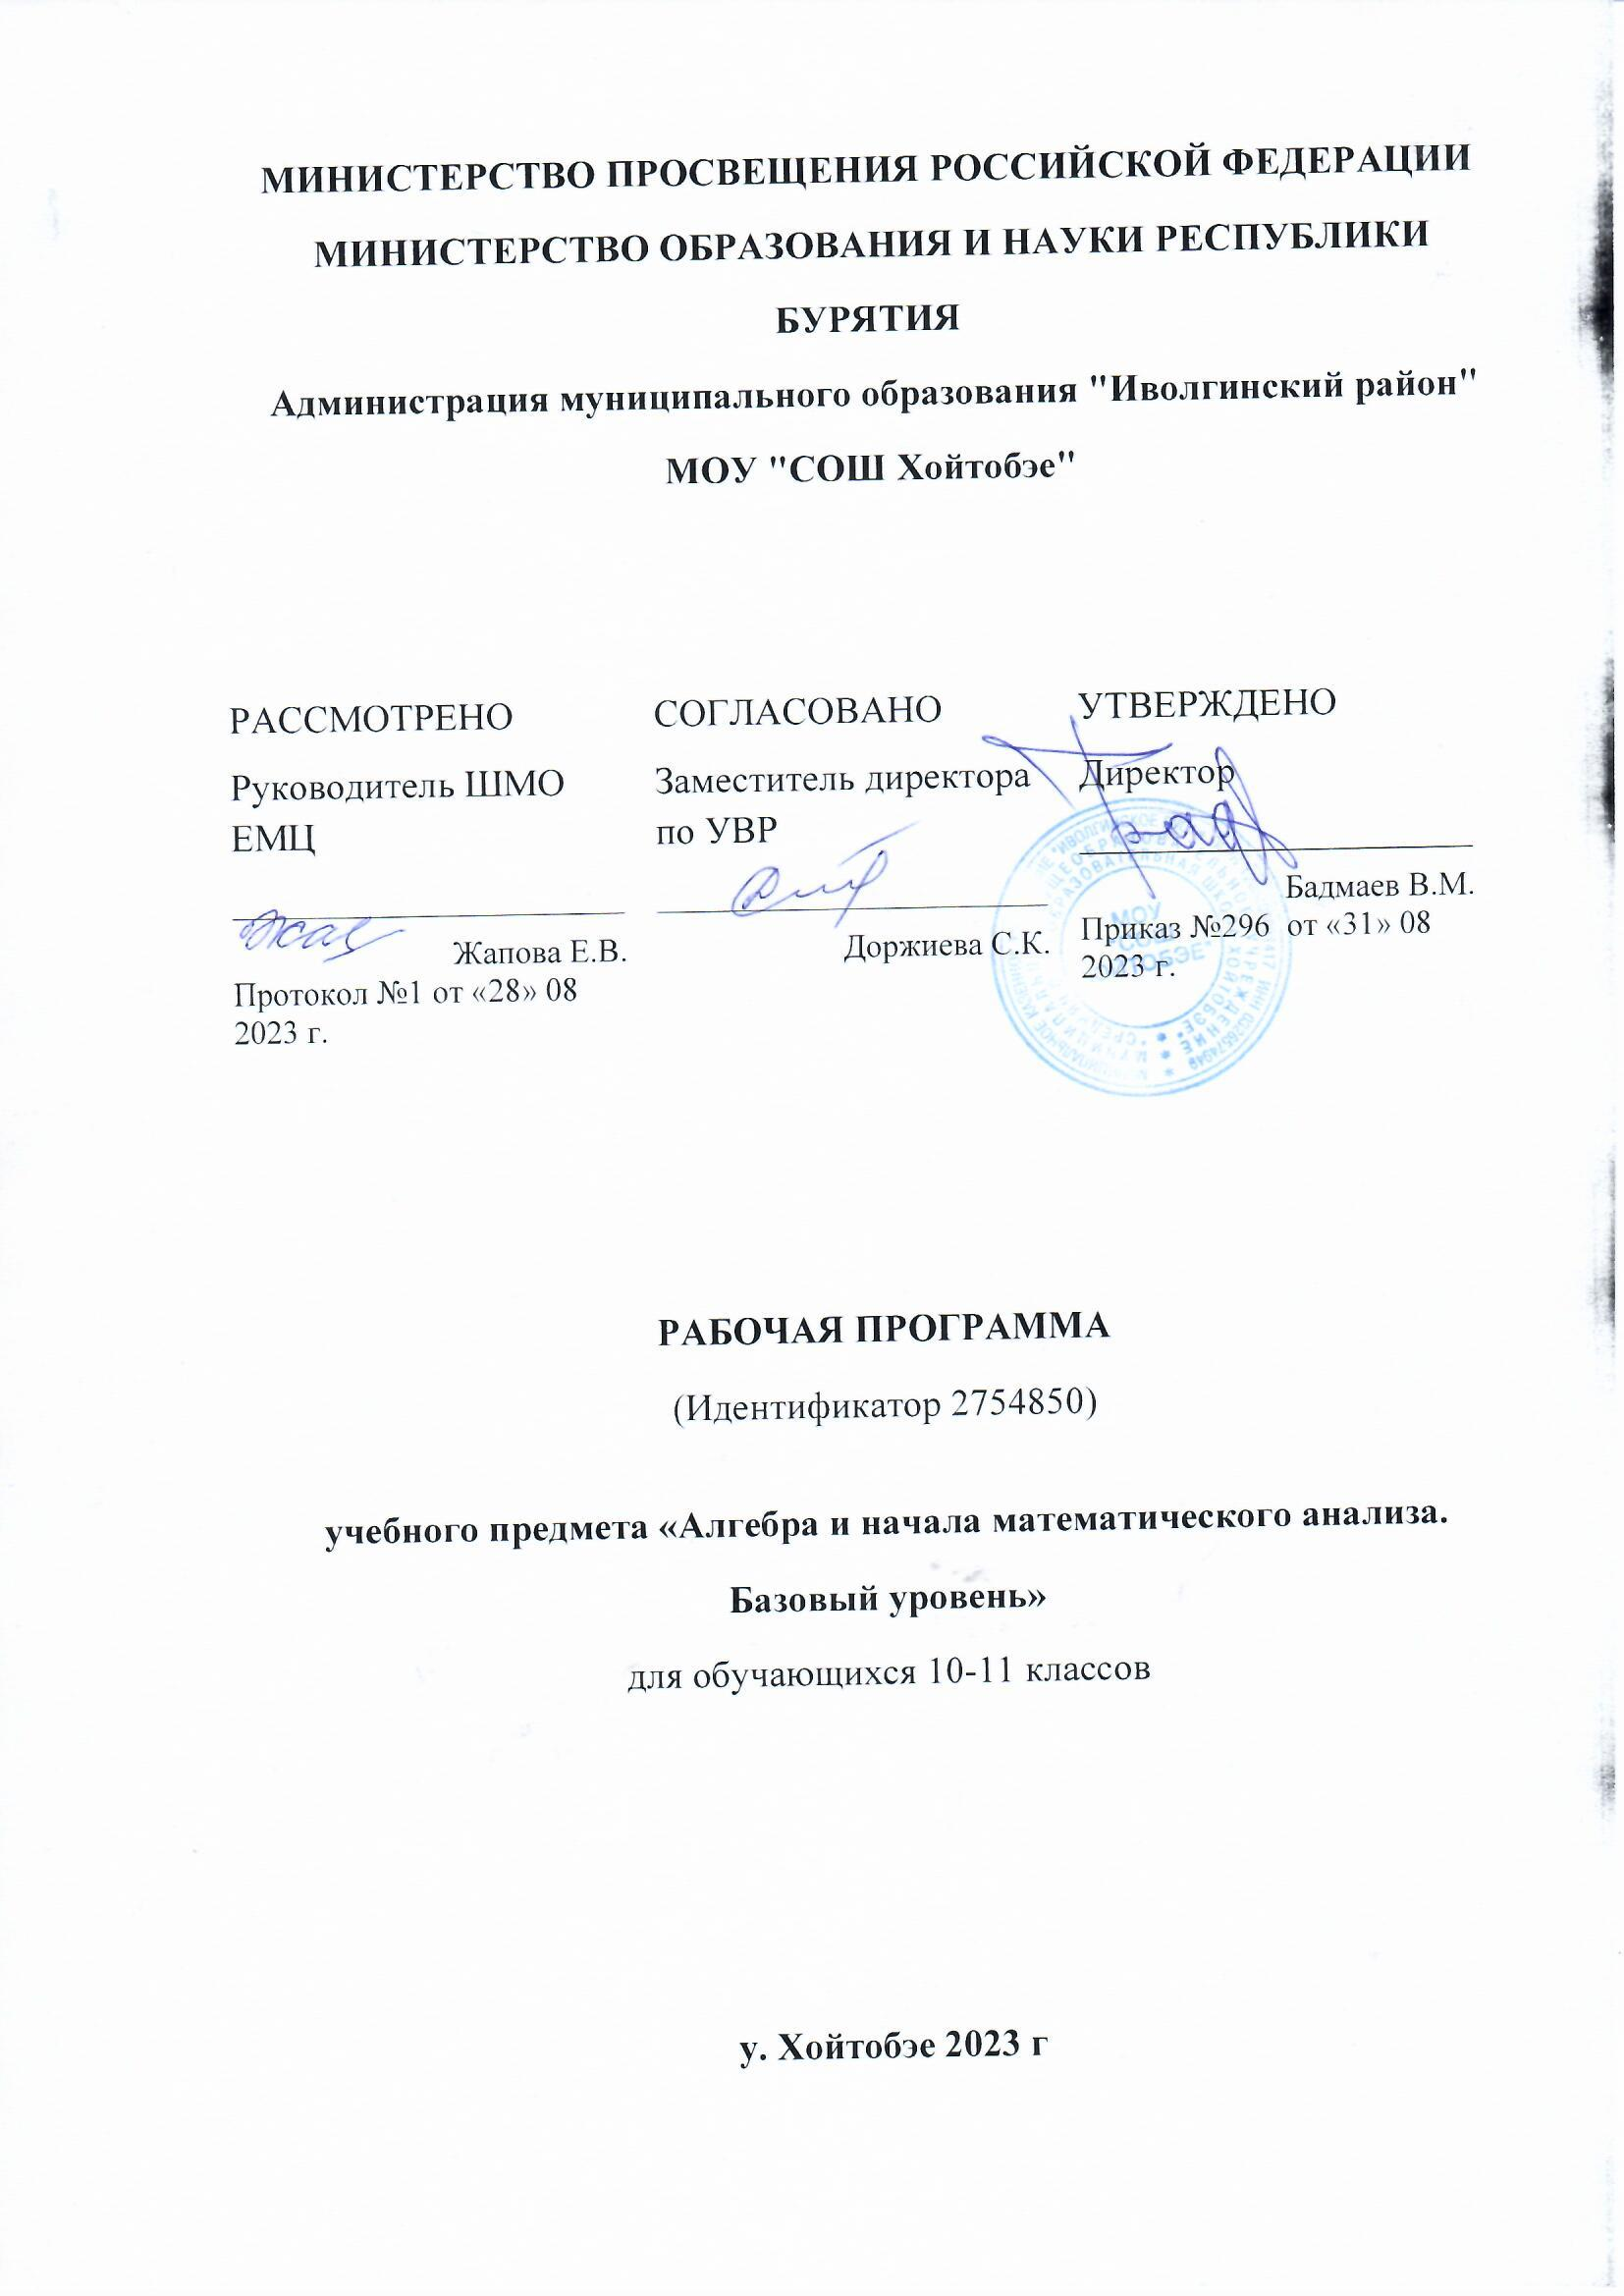 МИНИСТЕРСТВО ПРОСВЕЩЕНИЯ РОССИЙСКОЙ ФЕДЕРАЦИИ
МИНИСТЕРСТВО ОБРАЗОВАНИЯ И НАУКИ РЕСПУБЛИКИ
БУРЯТИЯ
Администрация муниципального образования "Иволгинский район"
МОУ "СОШ Хойтобэе"
РАССМОТРЕНО
Руководитель ШМО
ЕМЦ
Жапова Е.В.
Протокол №1 от «28» 08
2023 г.
СОГЛАСОВАНО
Заместитель директора
по УВР
Доржиева С.К.
УТВЕРЖДЕНО
Директор
Бадмаев В.М.
Приказ №296 от «31» 08
2023 г.
МОУ
СОШ
РАБОЧАЯ ПРОГРАММА
(Идентификатор 2754850)
учебного предмета «Алгебра и начала математического анализа.
Базовый уровень»
для обучающихся 10-11 классов
у. Хойтобэе 2023 г